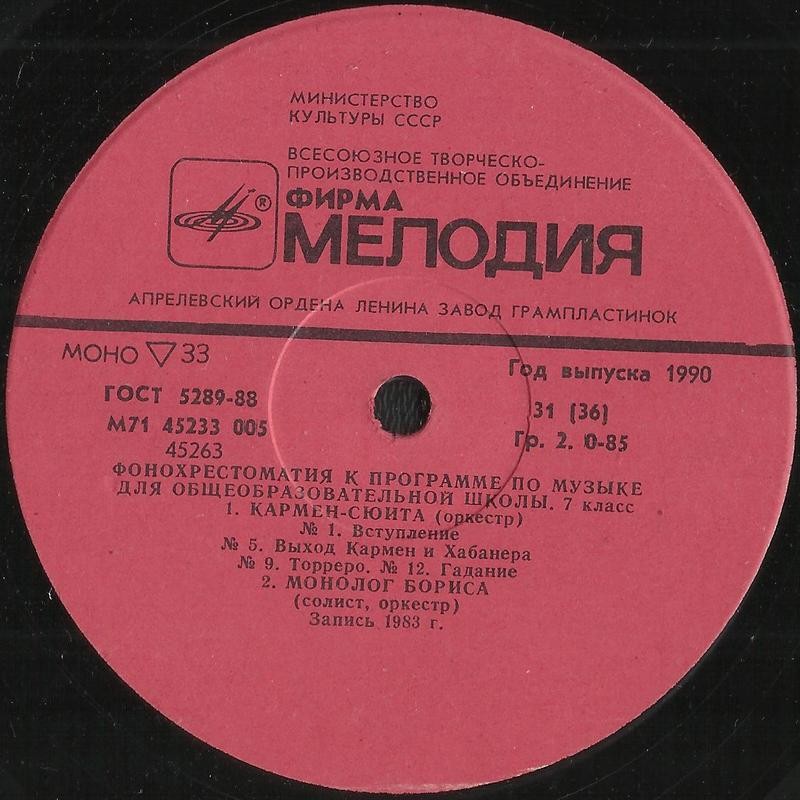 МИНИСТЕРСТВО
КУЛЬТУРЫ СССР
ВСЕСОЮЗНОЕ ТВОРЧЕСКО-
ПРОИЗВОДСТВЕННОЕ ОБЪЕДИНЕНИЕ
ФИРМА
® МЕЛОДИЯ
АПРЕЛЕВСКИЙ ОРДЕНА ЛЕНИНА ЗАВОД ГРАМПЛАСТИНОК
МОНО ▽ 33
Год выпуска 1990
ГОСТ 5289-88
31 (36)
М71 45233 005
Гр. 2. 0-85
45263
ФОНОХРЕСТОМАТИЯ К ПРОГРАММЕ ПО МУЗЫКЕ
ДЛЯ ОБЩЕОБРАЗОВАТЕЛЬНОЙ ШКОЛЫ. 7 класс
1. КАРМЕН-СЮИТА (оркестр)
№ 1. Вступление
№ 5. Выход Кармен и Хабанера
№ 9. Торреро. № 12. Гадание
2. МОНОЛОГ БОРИСА
(солист, оркестр)
Запись 1983 г.